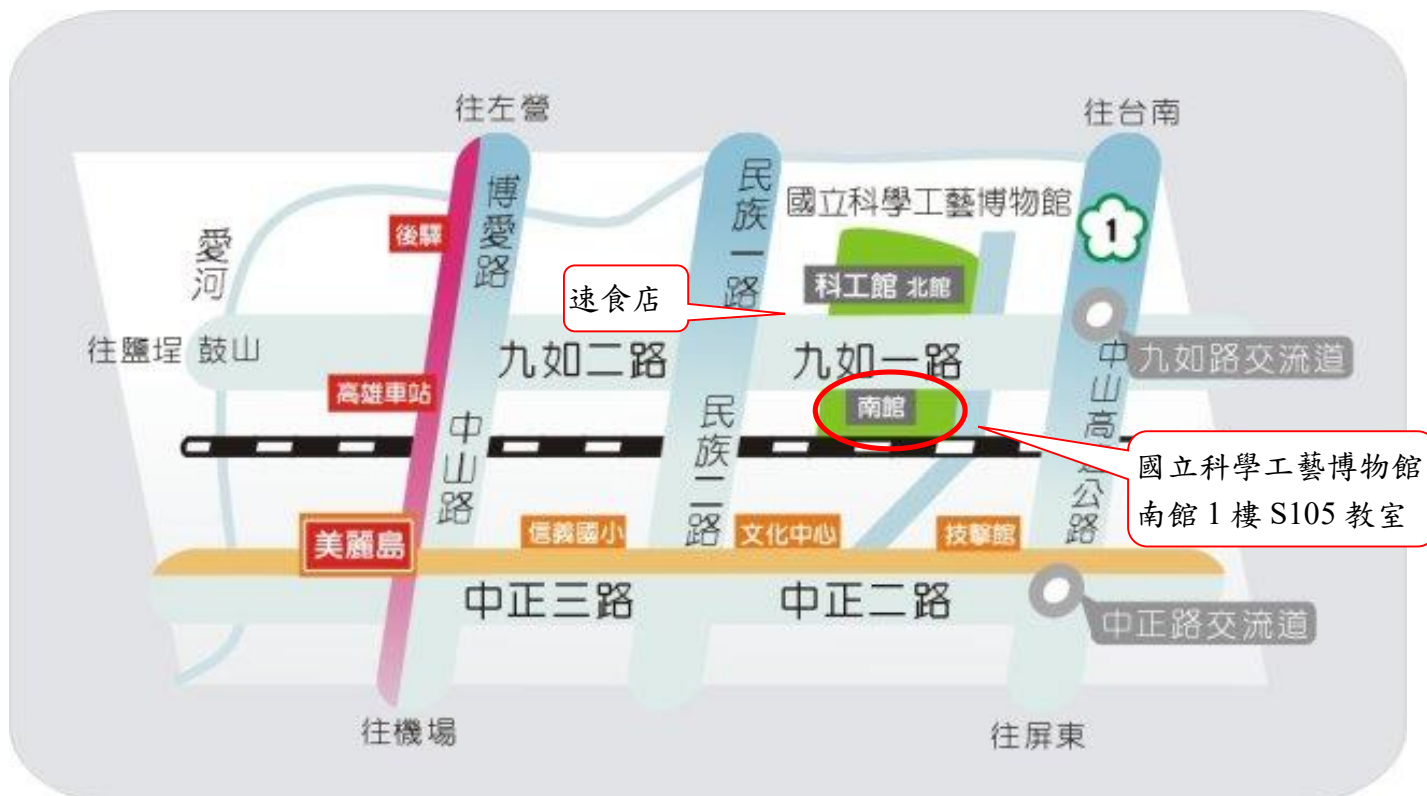 往左營
往台南
民族一路
博愛路
國立科學工藝博物館
1
後驛
愛河
科工館 北館
速食店
往鹽埕 鼓山
九如二路
九如一路
九如路交流道
高雄車站
南館
中山路
民族二路
中山高
公路
國立科學工藝博物館
南館 1 樓 S105 教室
美麗島
信義國小
文化中心
技擊館
中正三路
中正二路
中正路交流道
往機場
往屏東